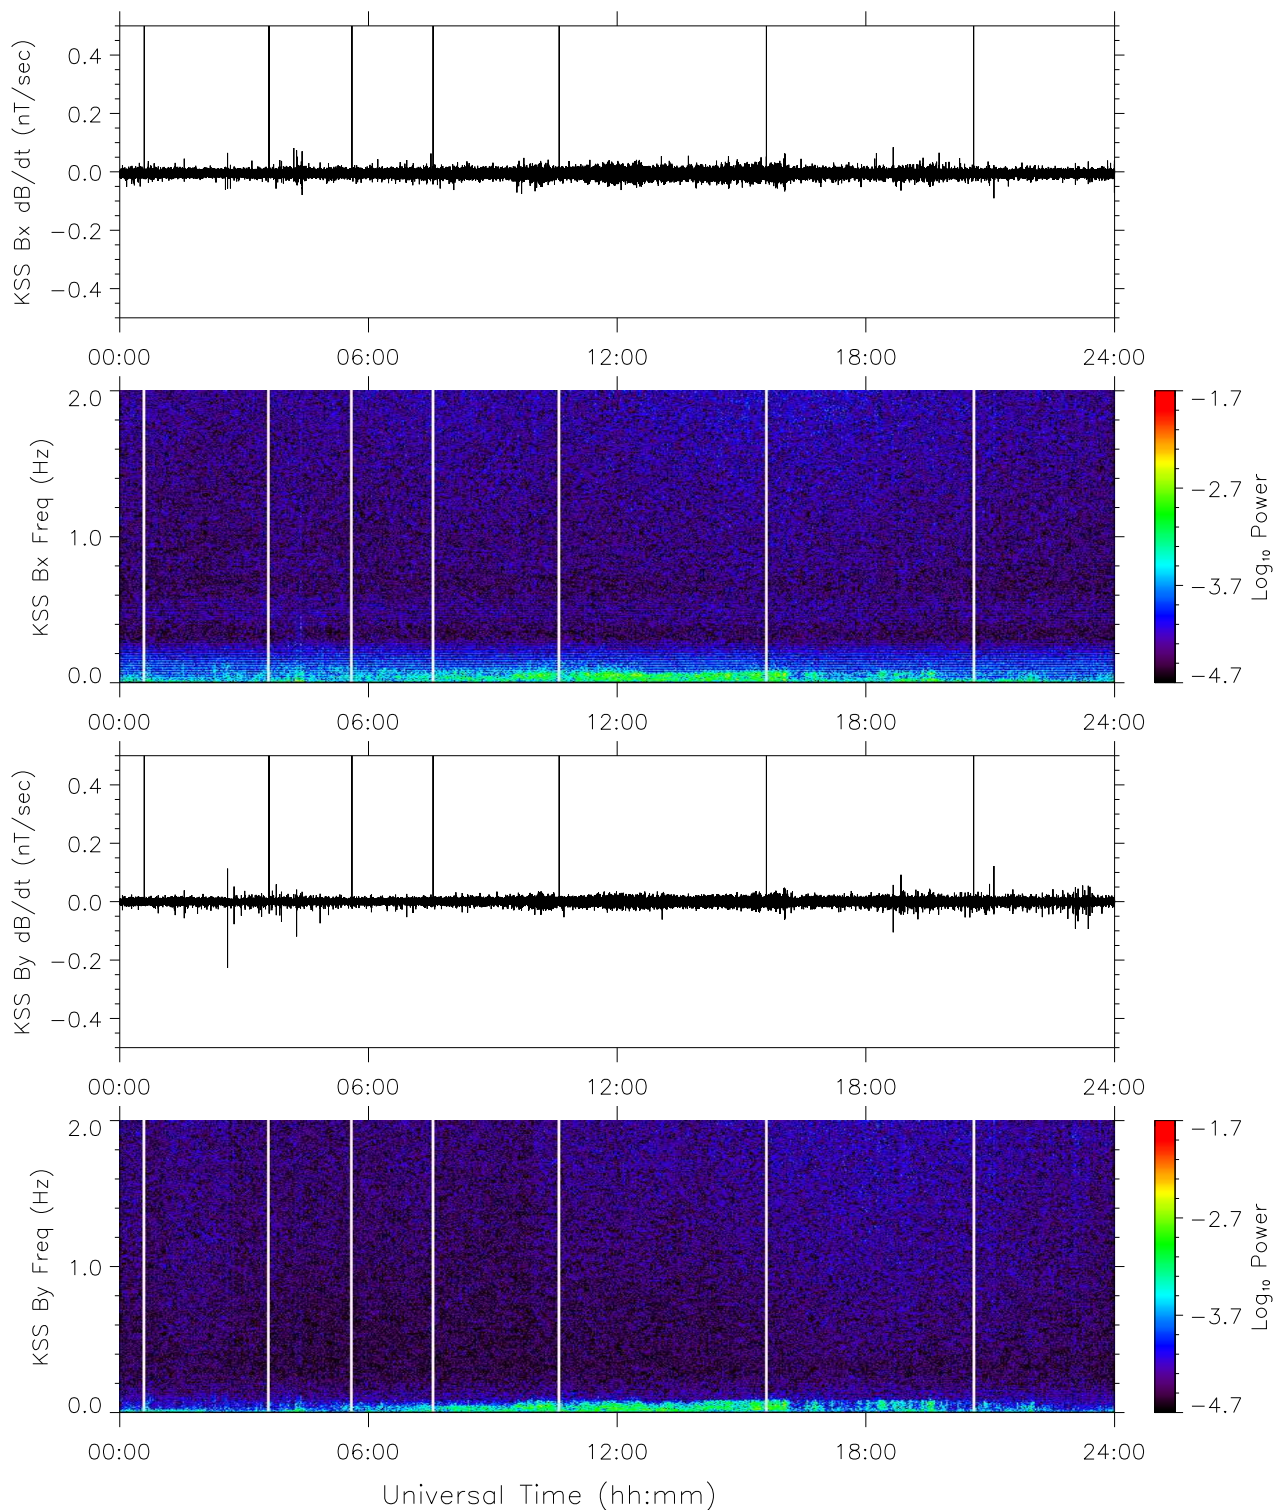 KSS Bx dB/dt (nT/sec)
0.4
0.2
0.0
−0.2
−0.4
00:00 06:00 12:00 18:00 24:00
KSS Bx Freq (Hz)
2.0
1.0
0.0
−1.7
−2.7
−3.7
−4.7
Log₁₀ Power
00:00 06:00 12:00 18:00 24:00
KSS By dB/dt (nT/sec)
0.4
0.2
0.0
−0.2
−0.4
00:00 06:00 12:00 18:00 24:00
KSS By Freq (Hz)
2.0
1.0
0.0
−1.7
−2.7
−3.7
−4.7
Log₁₀ Power
00:00 06:00 12:00 18:00 24:00
Universal Time (hh:mm)